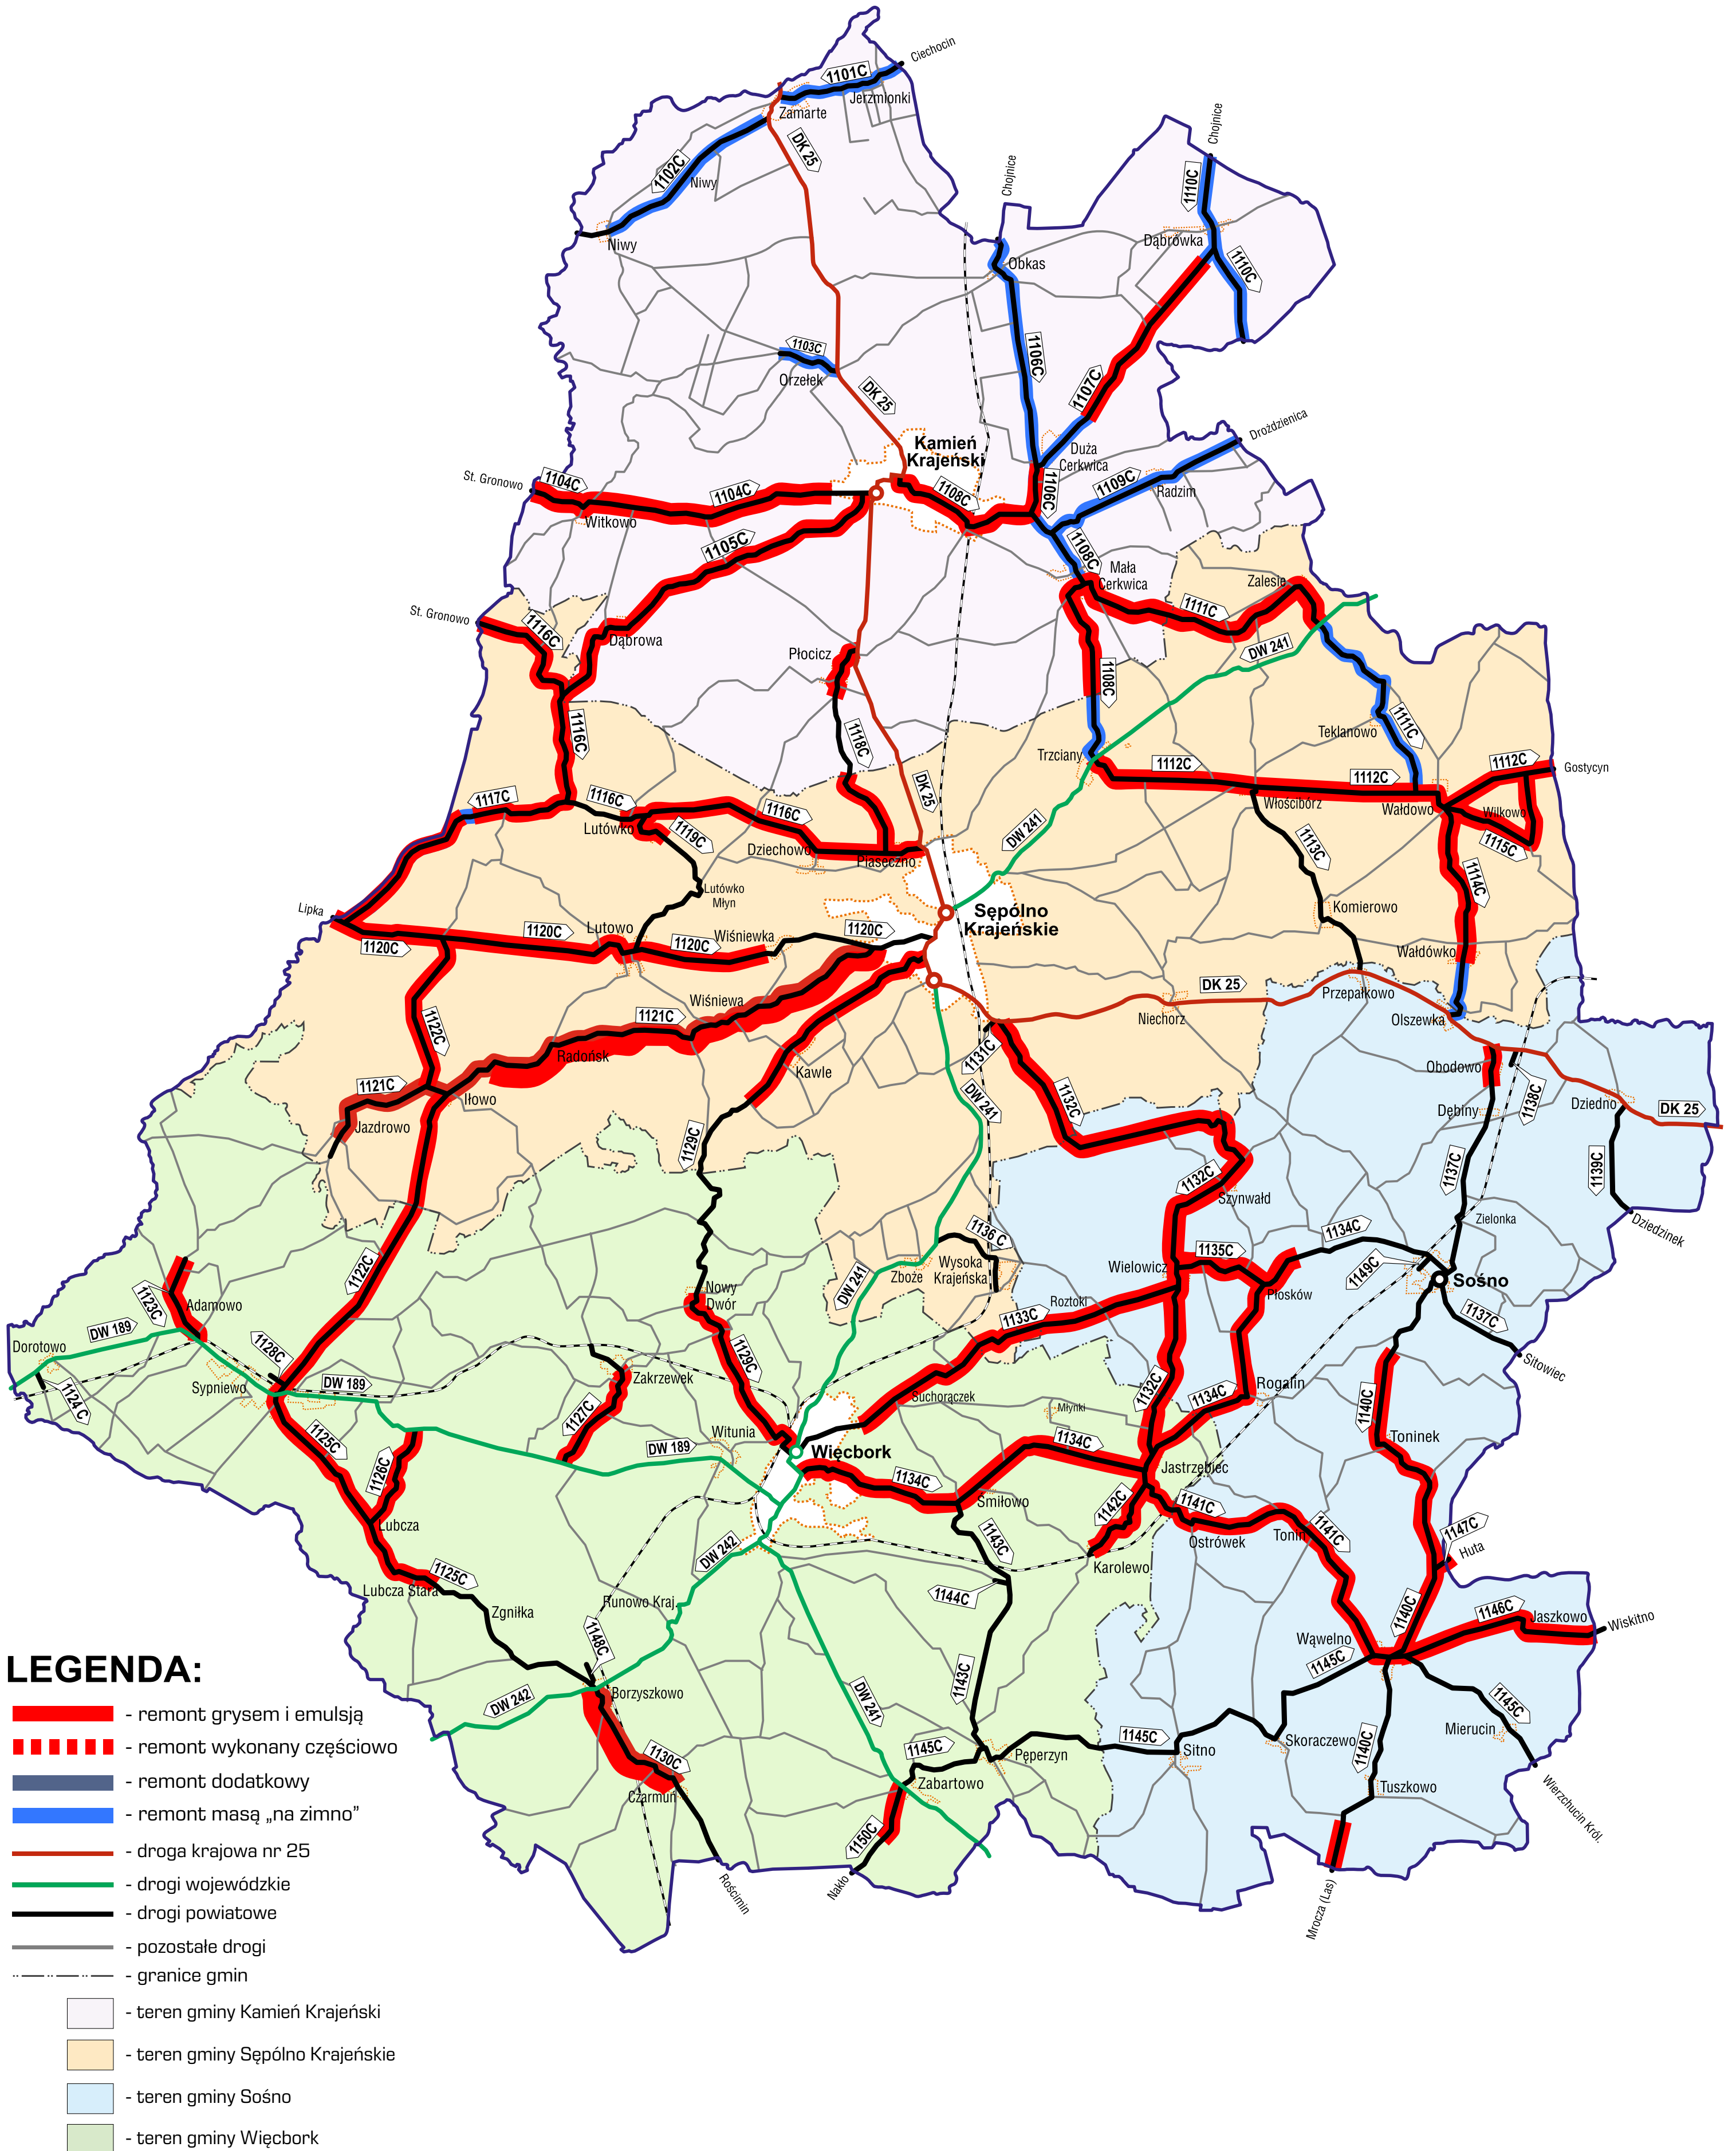 Ciechocin
1101C
Jerzmionki
Zamarte
Chojnice
DK 25
1102C
Niwy
Chojnice
1110C
Niwy
Dąbrówka
Obkas
1110C
1103C
Orzełek
1106C
DK 25
1107C
Drożdzienica
Kamień
Krajeński
Duża
Cerkwica
St. Gronowo
1104C
1104C
1108C
1106C
1109C
Radzim
Witkowo
1105C
1108C
Mała
Cerkwica
Zalesie
St. Gronowo
1116C
Dąbrowa
1111C
DW 241
Płocicz
1108C
1116C
1118C
Teklanowo
1111C
Trzciany
1112C
1112C
1112C
Gostycyn
DK 25
1117C
1116C
1116C
Lutówko
1119C
Włościbórz
Wałdowo
Wilkowo
DW 241
Dziechowo
Piaseczno
1113C
1115C
1114C
Lutówko
Młyn
Lipka
Sępólno
Krajeńskie
Komierowo
1120C
1120C
Lutowo
1120C
Wiśniewka
1120C
Wałdówko
Wiśniewa
DK 25
Przepałkowo
1121C
Niechorz
Olszewka
1122C
Radońsk
1131C
Kawle
Obodowo
1121C
Iłowo
DW 241
1132C
Dębiny
1138C
Dziedno
DK 25
Jazdrowo
1129C
1137C
1139C
1132C
Szynwałd
Zielonka
Dziedzinek
1136 C
1134C
1122C
DW 241
Zboże
Wysoka
Krajeńska
Wielowicz
1135C
1149C
Sośno
1123C
Adamowo
Nowy
Dwór
Roztoki
Płosków
1133C
1137C
DW 189
Dorotowo
1128C
1129C
Sitowiec
1124 C
Sypniewo
DW 189
Zakrzewek
Suchorączek
1132C
1134C
Rogalin
1140C
1127C
Młynki
1125C
Witunia
DW 189
Więcbork
1134C
Toninek
1126C
1134C
Jastrzębiec
Lubcza
Śmiłowo
1142C
1141C
Ostrówek
Tonin
1141C
1147C
Huta
1143C
DW 242
Karolewo
1125C
Lubcza Stara
1144C
Zgniłka
Runowo Kraj.
1140C
1146C
Jaszkowo
Wiskitno
1148C
Wąwelno
1145C
1143C
Borzyszkowo
DW 242
DW 241
1145C
Mierucin
1145C
Skoraczewo
1140C
1130C
1145C
Pęperzyn
Sitno
Czarmuń
Zabartowo
Tuszkowo
Wierzchucin Król.
1150C
Rościmin
Nakło
Mrocza (Las)
LEGENDA:
- remont grysem i emulsją
- remont wykonany częściowo
- remont dodatkowy
- remont masą „na zimno”
- droga krajowa nr 25
- drogi wojewódzkie
- drogi powiatowe
- pozostałe drogi
- granice gmin
- teren gminy Kamień Krajeński
- teren gminy Sępólno Krajeńskie
- teren gminy Sośno
- teren gminy Więcbork